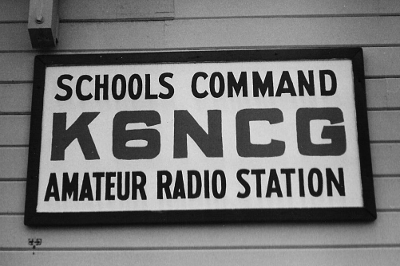 SCHOOLS COMMAND
K6NCG
AMATEUR RADIO STATION